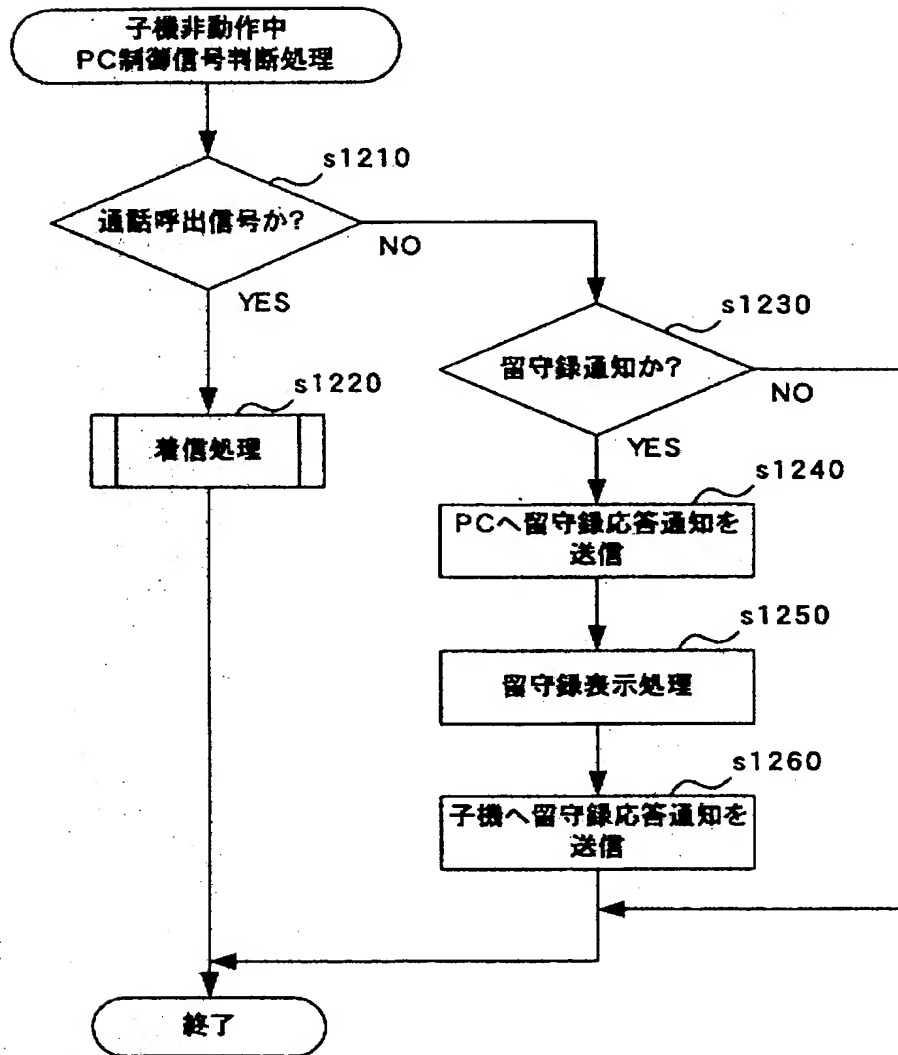 子機非動作中
PC制御信号判断処理
s1210
通話呼出信号か?
NO
YES
s1230
留守録通知か?
NO
s1220
着信処理
YES
s1240
PCへ留守録応答通知を
送信
s1250
留守録表示処理
s1260
子機へ留守録応答通知を
送信
終了